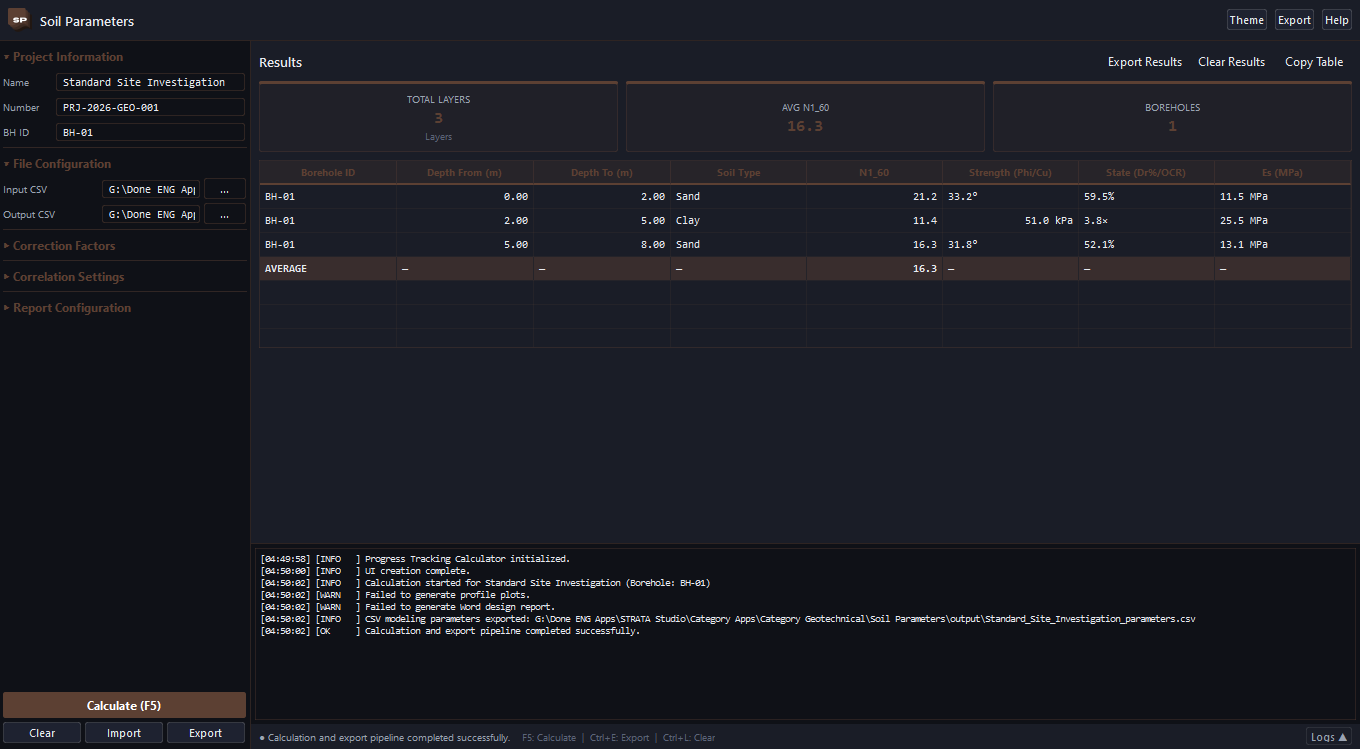 SP Soil Parameters Theme Export Help
Project Information
Name Standard Site Investigation
Number PRJ-2026-GEO-001
BH ID BH-01
File Configuration
Input CSV G:\Done ENG Ap ...
Output CSV G:\Done ENG Ap ...
Correction Factors
Correlation Settings
Report Configuration
Calculate (F5)
Clear Import Export
Results Export Results Clear Results Copy Table
TOTAL LAYERS
3
Layers
AVG N1_60
16.3
BOREHOLES
1
Borehole ID Depth From (m) Depth To (m) Soil Type N1_60 Strength (Phi/Cu) State (Dr%/OCR) Es (MPa)
BH-01 0.00 2.00 Sand 21.2 33.2° 59.5% 11.5 MPa
BH-01 2.00 5.00 Clay 11.4 51.0 kPa 3.8× 25.5 MPa
BH-01 5.00 8.00 Sand 16.3 31.8° 52.1% 13.1 MPa
AVERAGE — — — 16.3 — — —
[04:49:58] [INFO ] Progress Tracking Calculator initialized.
[04:50:00] [INFO ] UI creation complete.
[04:50:02] [INFO ] Calculation started for Standard Site Investigation (Borehole: BH-01)
[04:50:02] [WARN ] Failed to generate profile plots.
[04:50:02] [WARN ] Failed to generate Word design report.
[04:50:02] [INFO ] CSV modeling parameters exported: G:\Done ENG Apps\STRATA Studio\Category Apps\Category Geotechnical\Soil Parameters\output\Standard_Site_Investigation_parameters.csv
[04:50:02] [OK ] Calculation and export pipeline completed successfully.
● Calculation and export pipeline completed successfully. F5: Calculate | Ctrl+E: Export | Ctrl+L: Clear Logs ▲